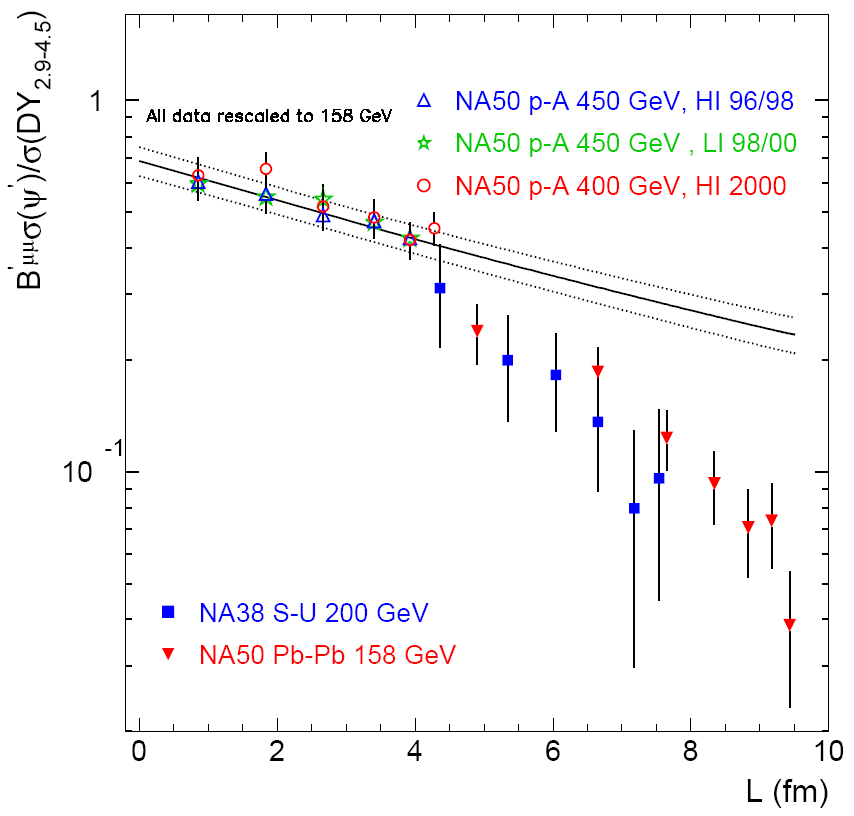 B'μμσ(ψ')/σ(DY2.9-4.5)
1
All data rescaled to 158 GeV
NA50 p-A 450 GeV, HI 96/98
NA50 p-A 450 GeV , LI 98/00
NA50 p-A 400 GeV, HI 2000
10 -1
NA38 S-U 200 GeV
NA50 Pb-Pb 158 GeV
0 2 4 6 8 10
L (fm)